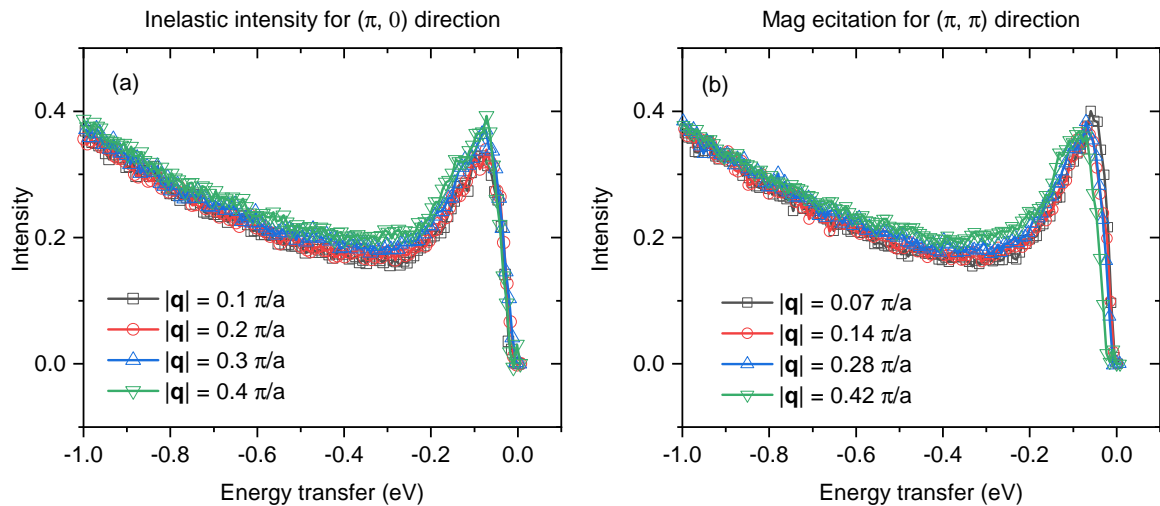 Inelastic intensity for (π, 0) direction
(a)
Intensity
0.4
0.2
0.0
|q| = 0.1 π/a
|q| = 0.2 π/a
|q| = 0.3 π/a
|q| = 0.4 π/a
-1.0 -0.8 -0.6 -0.4 -0.2 0.0
Energy transfer (eV)
Mag ecitation for (π, π) direction
(b)
Intensity
0.4
0.2
0.0
|q| = 0.07 π/a
|q| = 0.14 π/a
|q| = 0.28 π/a
|q| = 0.42 π/a
-1.0 -0.8 -0.6 -0.4 -0.2 0.0
Energy transfer (eV)